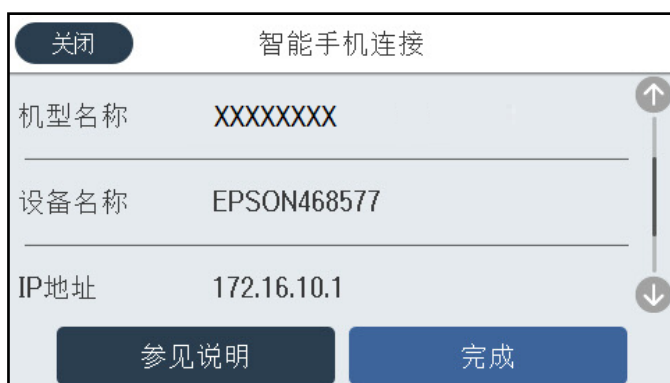 关闭 智能手机连接
机型名称 XXXXXXXX
设备名称 EPSON468577
IP地址 172.16.10.1
参见说明 完成